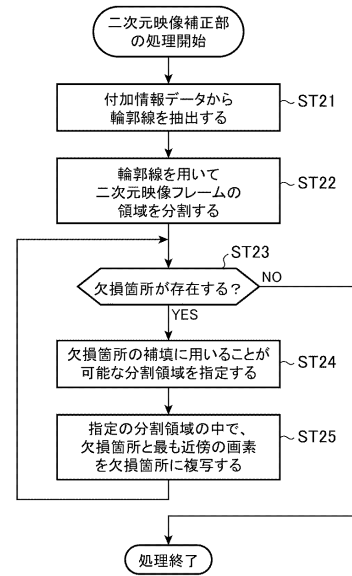 二次元映像補正部
の処理開始
付加情報データから
輪郭線を抽出する
ST21
輪郭線を用いて
二次元映像フレームの
領域を分割する
ST22
ST23
欠損箇所が存在する？
NO
YES
欠損箇所の補填に用いることが
可能な分割領域を指定する
ST24
指定の分割領域の中で、
欠損箇所と最も近傍の画素
を欠損箇所に複写する
ST25
処理終了